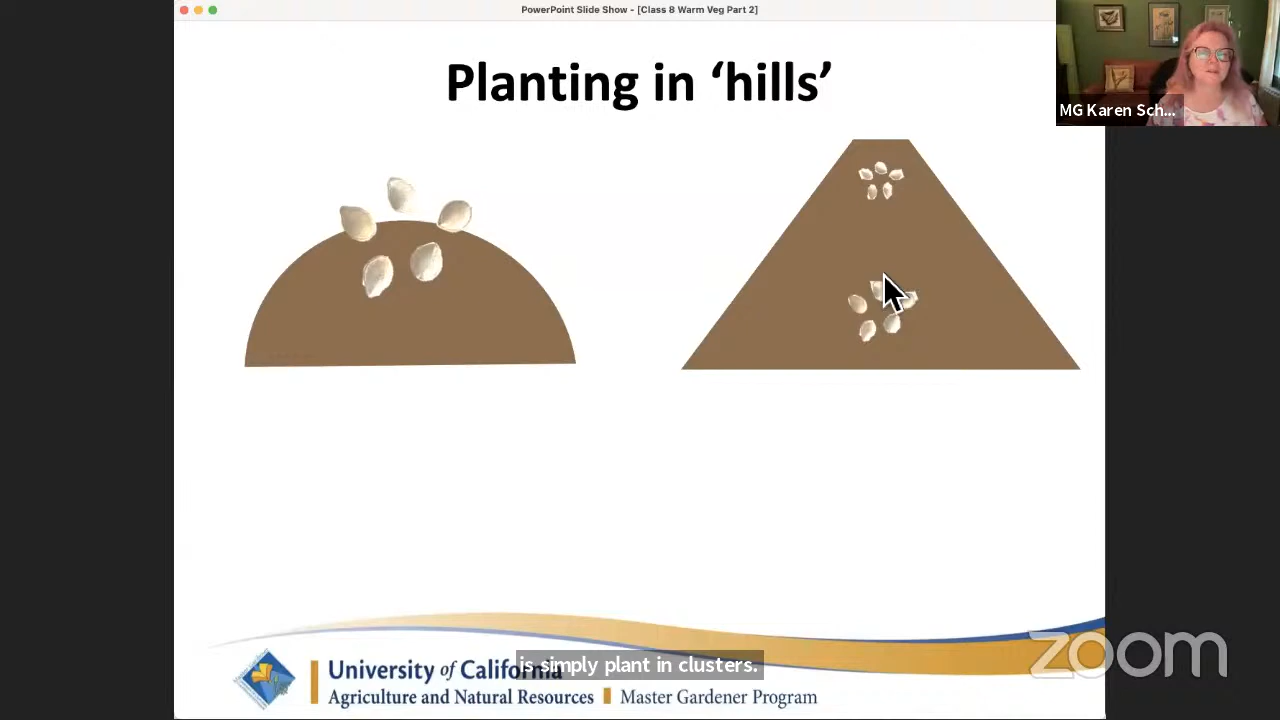 PowerPoint Slide Show - [Class 8 Warm Veg Part 2]
Planting in ‘hills’
MG Karen Sch...
is simply plant in clusters.
University of California
Agriculture and Natural Resources
Master Gardener Program
zoom